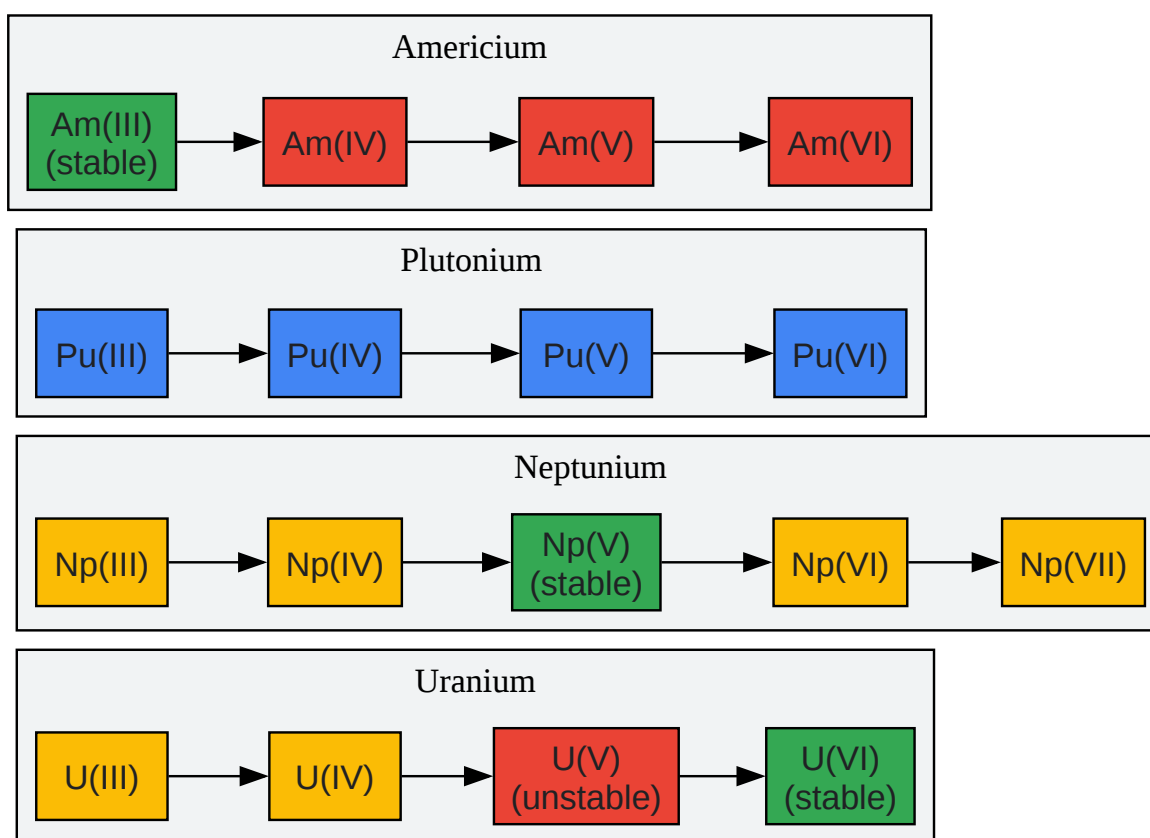 Americium
Am(III)
(stable)
Am(IV)
Am(V)
Am(VI)
Plutonium
Pu(III)
Pu(IV)
Pu(V)
Pu(VI)
Neptunium
Np(III)
Np(IV)
Np(V)
(stable)
Np(VI)
Np(VII)
Uranium
U(III)
U(IV)
U(V)
(unstable)
U(VI)
(stable)